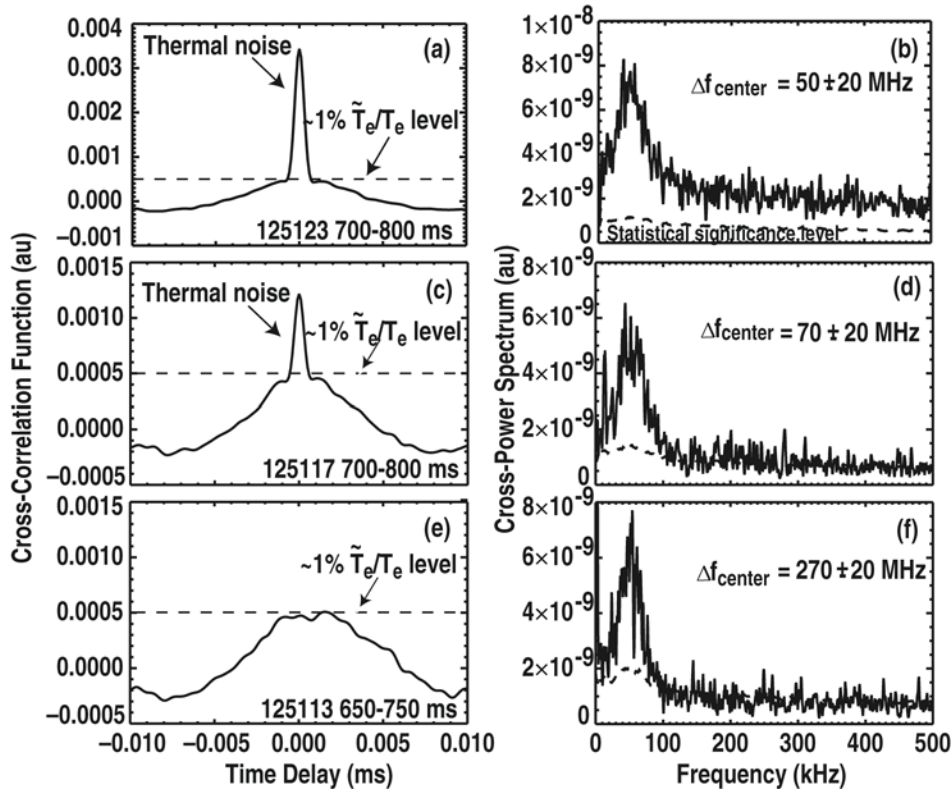 Cross-Correlation Function (au)
0.004
0.003
0.002
0.001
0.000
−0.001
Thermal noise
(a)
~1% T̃e/Te level
125123 700-800 ms
0.0015
0.0010
0.0005
0.0000
−0.0005
Thermal noise
(c)
~1% T̃e/Te level
125117 700-800 ms
0.0015
0.0010
0.0005
0.0000
−0.0005
(e)
~1% T̃e/Te level
125113 650-750 ms
−0.010 −0.005 0.000 0.005 0.010
Time Delay (ms)
Cross-Power Spectrum (au)
1×10-8
8×10-9
6×10-9
4×10-9
2×10-9
0
(b)
Δfcenter = 50±20 MHz
Statistical significance level
8×10-9
6×10-9
4×10-9
2×10-9
0
(d)
Δfcenter = 70±20 MHz
8×10-9
6×10-9
4×10-9
2×10-9
0
(f)
Δfcenter = 270±20 MHz
0 100 200 300 400 500
Frequency (kHz)